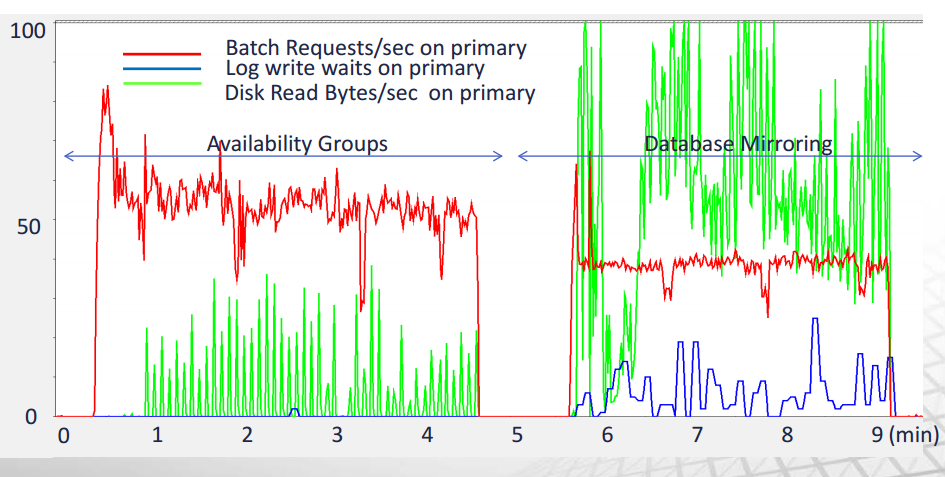 100
Batch Requests/sec on primary
Log write waits on primary
Disk Read Bytes/sec  on primary
Availability Groups
Database Mirroring
50
0
0 1 2 3 4 5 6 7 8 9 (min)